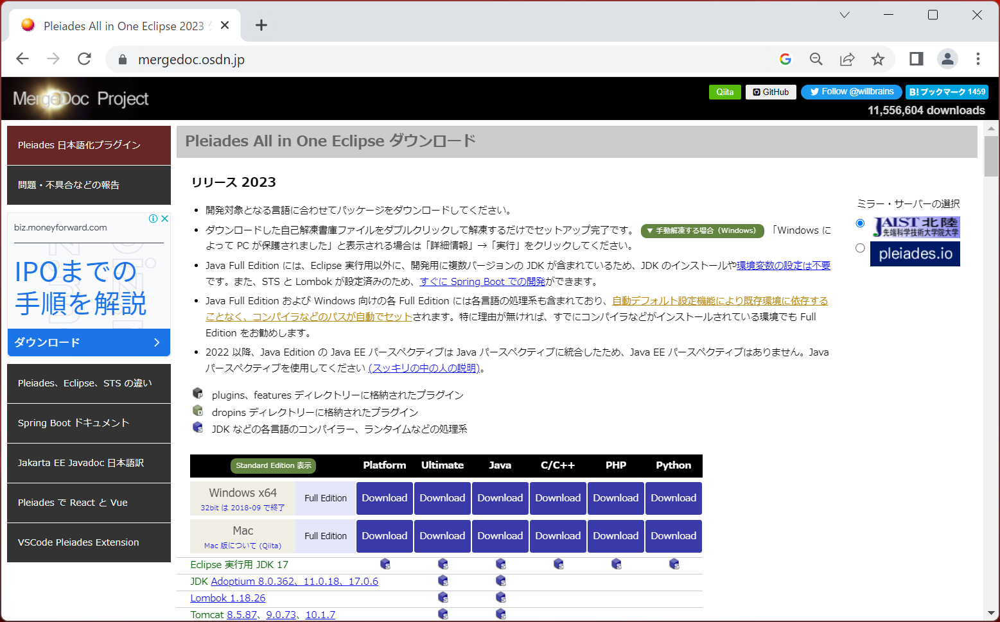 Pleiades All in One Eclipse 2023
mergedoc.osdn.jp
MergeDoc Project
Qiita
GitHub
Follow @willbrains
B! ブックマーク 1459
11,556,604 downloads
Pleiades 日本語化プラグイン
問題・不具合などの報告
biz.moneyforward.com
IPOまでの
手順を解説
ダウンロード
Pleiades、Eclipse、STS の違い
Spring Boot ドキュメント
Jakarta EE Javadoc 日本語訳
Pleiades で React と Vue
VSCode Pleiades Extension
Pleiades All in One Eclipse ダウンロード
リリース 2023
• 開発対象となる言語に合わせてパッケージをダウンロードしてください。
• ダウンロードした自己解凍書庫ファイルをダブルクリックして解凍するだけでセットアップ完了です。 ▼ 手動解凍する場合（Windows） 「Windows に
よって PC が保護されました」と表示される場合は「詳細情報」→「実行」をクリックしてください。
• Java Full Edition には、Eclipse 実行用以外に、開発用に複数バージョンの JDK が含まれているため、JDK のインストールや環境変数の設定は不要
です。また、STS と Lombok が設定済みのため、すぐに Spring Boot での開発ができます。
• Java Full Edition および Windows 向けの各 Full Edition には各言語の処理系も含まれており、自動デフォルト設定機能により既存環境に依存する
ことなく、コンパイラなどのパスが自動でセットされます。特に理由が無ければ、すでにコンパイラなどがインストールされている環境でも Full
Edition をお勧めします。
• 2022 以降、Java Edition の Java EE パースペクティブは Java パースペクティブに統合したため、Java EE パースペクティブはありません。Java
パースペクティブを使用してください (スッキリの中の人の説明)。
ミラー・サーバーの選択
JAIST 北陸
先端科学技術大学院大学
pleiades.io
plugins、features ディレクトリーに格納されたプラグイン
dropins ディレクトリーに格納されたプラグイン
JDK などの各言語のコンパイラー、ランタイムなどの処理系
Standard Edition 表示 Platform Ultimate Java C/C++ PHP Python
Windows x64
32bit は 2018-09 で終了
Full Edition Download Download Download Download Download Download
Mac
Mac 版について (Qiita)
Full Edition Download Download Download Download Download Download
Eclipse 実行用 JDK 17
JDK Adoptium 8.0.362、11.0.18、17.0.6
Lombok 1.18.26
Tomcat 8.5.87、9.0.73、10.1.7